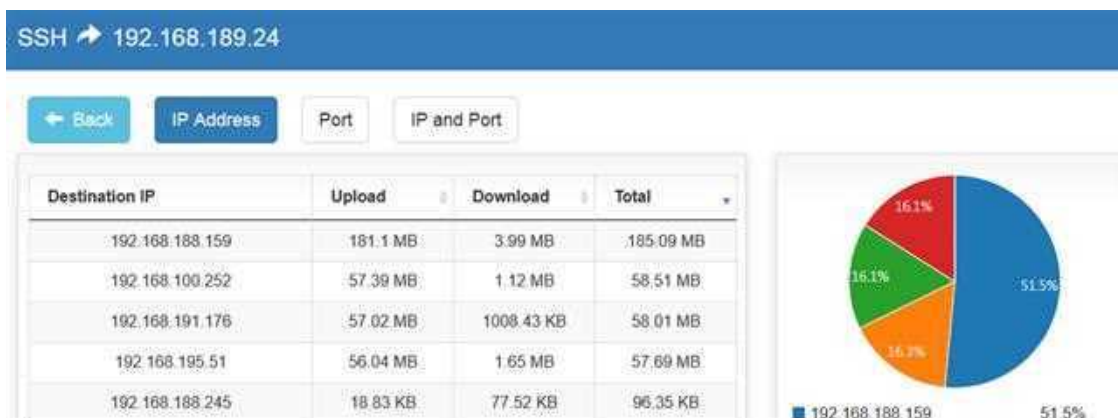 SSH 192.168.189.24
Back IP Address Port IP and Port
Destination IP Upload Download Total
192.168.188.159 181.1 MB 3.99 MB 185.09 MB
192.168.100.252 57.39 MB 1.12 MB 58.51 MB
192.168.191.176 57.02 MB 1008.43 KB 58.01 MB
192.168.195.51 56.04 MB 1.65 MB 57.69 MB
192.168.188.245 18.83 KB 77.52 KB 96.35 KB
16.1%
16.1%
51.5%
16.3%
192.168.188.159 51.5%